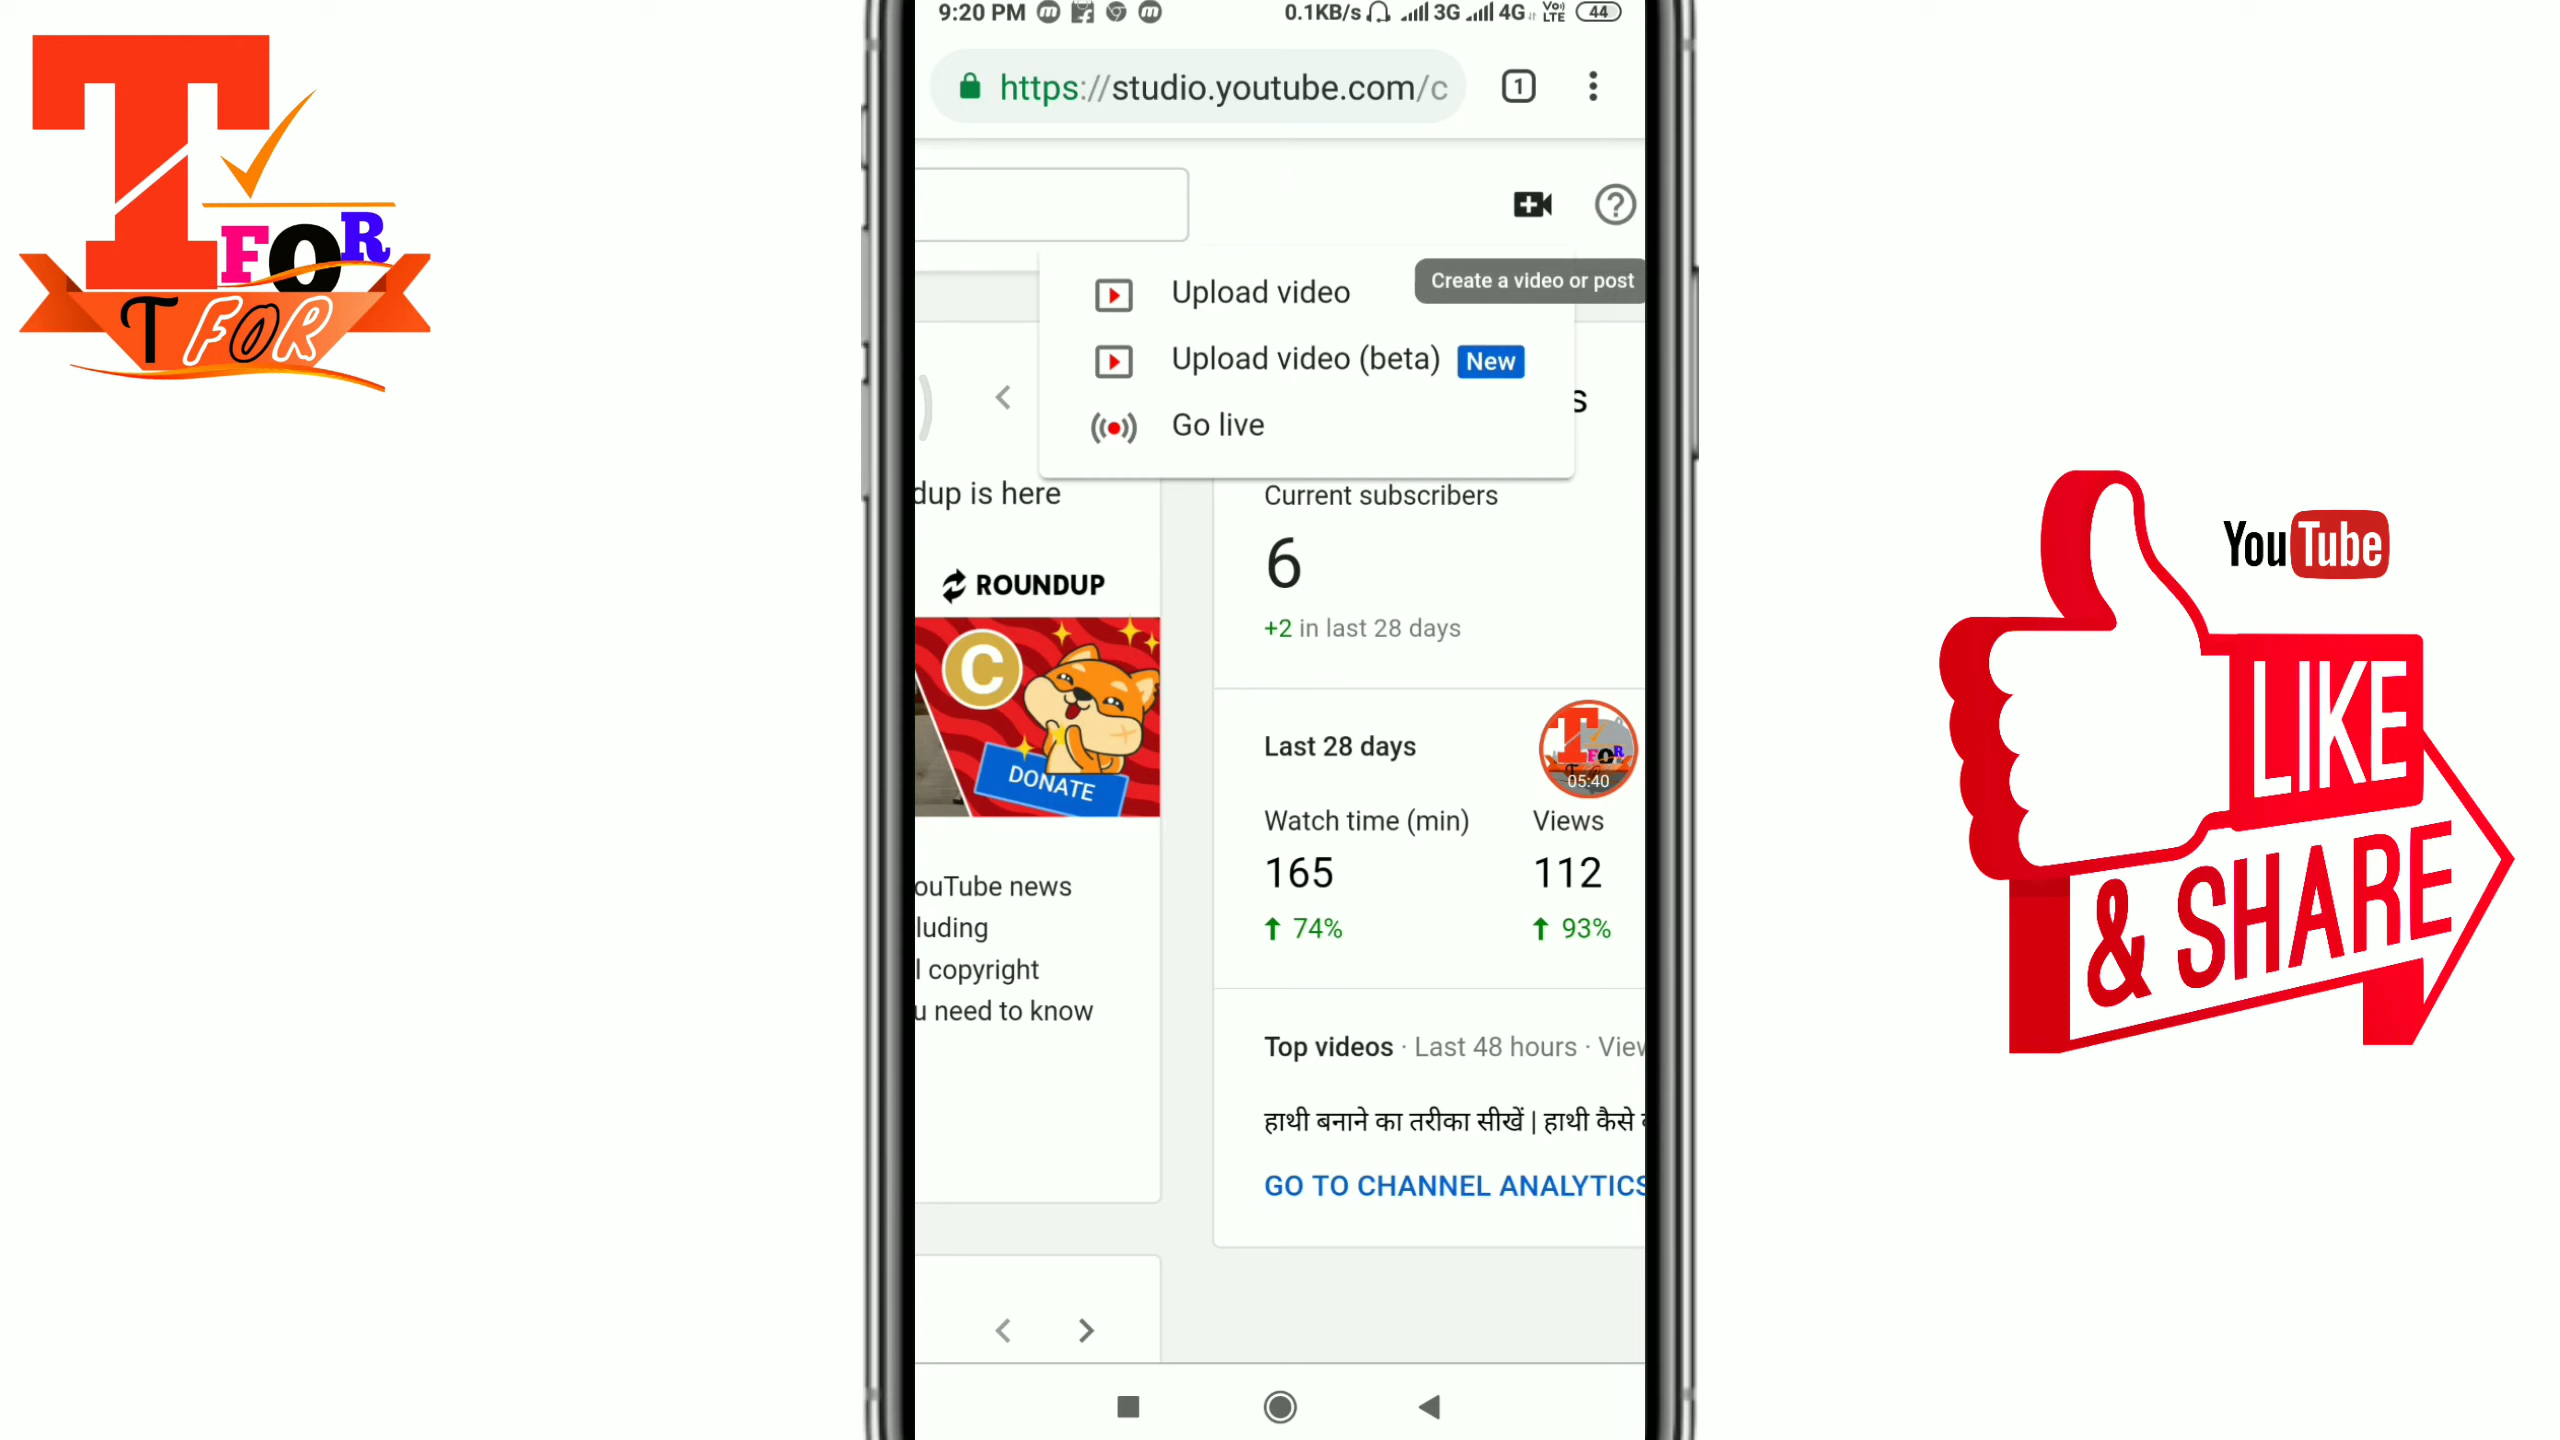 T
FOR
T FOR
9:20 PM
0.1KB/s 3G 4G Vo) LTE 44
https://studio.youtube.com/c
1
Create a video or post
Upload video
Upload video (beta) New
Go live
s
dup is here
ROUNDUP
C
DONATE
ouTube news
luding
l copyright
u need to know
Current subscribers
6
+2 in last 28 days
Last 28 days
T FOR
05:40
Watch time (min) Views
165 112
74% 93%
Top videos · Last 48 hours · View
हाथी बनाने का तरीका सीखें | हाथी कैसे
GO TO CHANNEL ANALYTICS
YouTube
LIKE
& SHARE